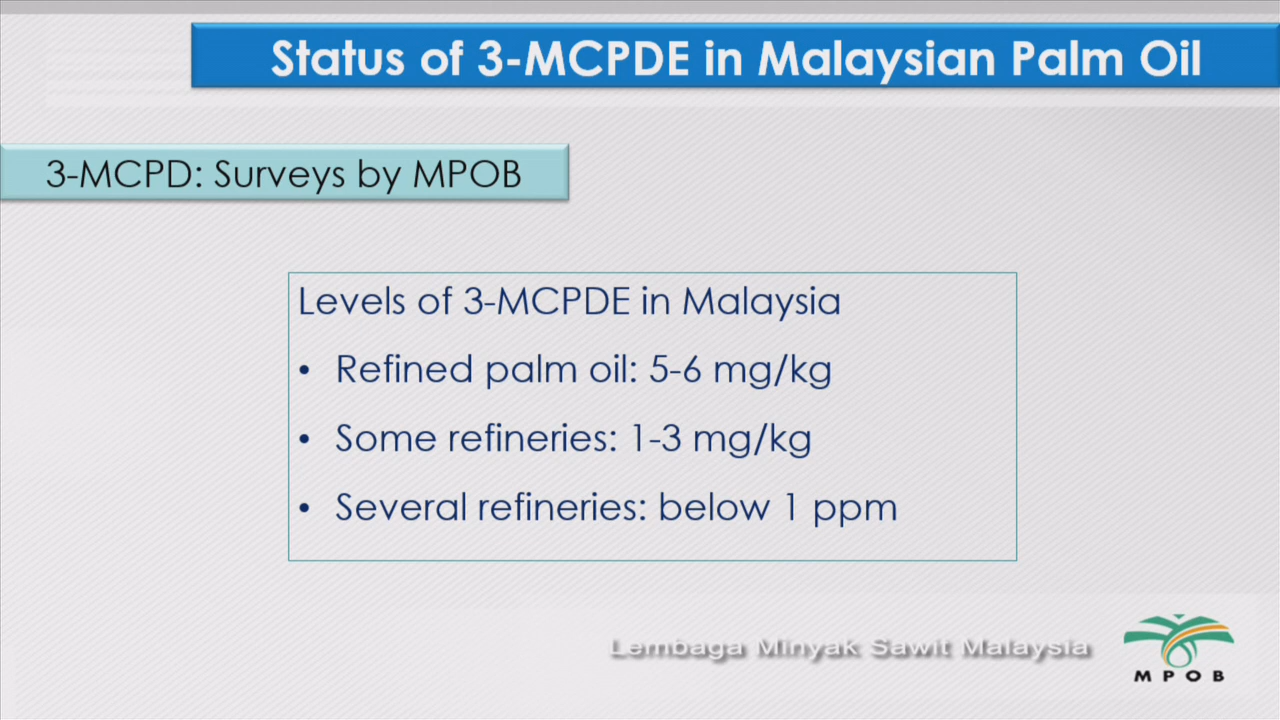 Status of 3-MCPDE in Malaysian Palm Oil
3-MCPD: Surveys by MPOB
Levels of 3-MCPDE in Malaysia
• Refined palm oil: 5-6 mg/kg
• Some refineries: 1-3 mg/kg
• Several refineries: below 1 ppm
Lembaga Minyak Sawit Malaysia
MPOB